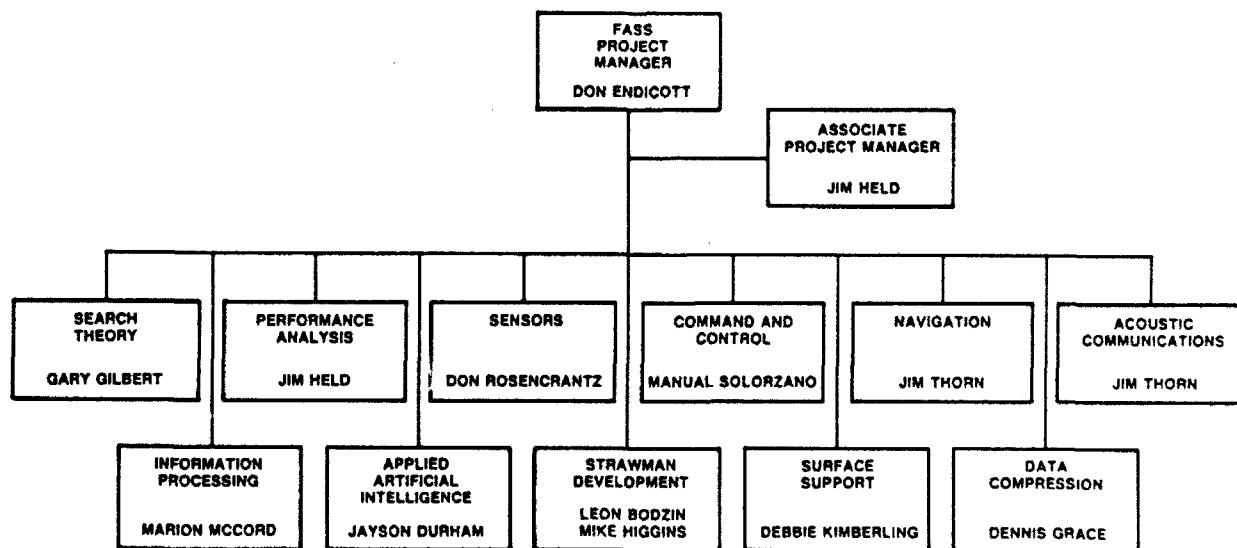 FASS
PROJECT
MANAGER
DON ENDICOTT
ASSOCIATE
PROJECT MANAGER
JIM HELD
SEARCH
THEORY
GARY GILBERT
PERFORMANCE
ANALYSIS
JIM HELD
SENSORS
DON ROSENCRANTZ
COMMAND AND
CONTROL
MANUAL SOLORZANO
NAVIGATION
JIM THORN
ACOUSTIC
COMMUNICATIONS
JIM THORN
INFORMATION
PROCESSING
MARION MCCORD
APPLIED
ARTIFICIAL
INTELLIGENCE
JAYSON DURHAM
STRAWMAN
DEVELOPMENT
LEON BODZIN
MIKE HIGGINS
SURFACE
SUPPORT
DEBBIE KIMBERLING
DATA
COMPRESSION
DENNIS GRACE